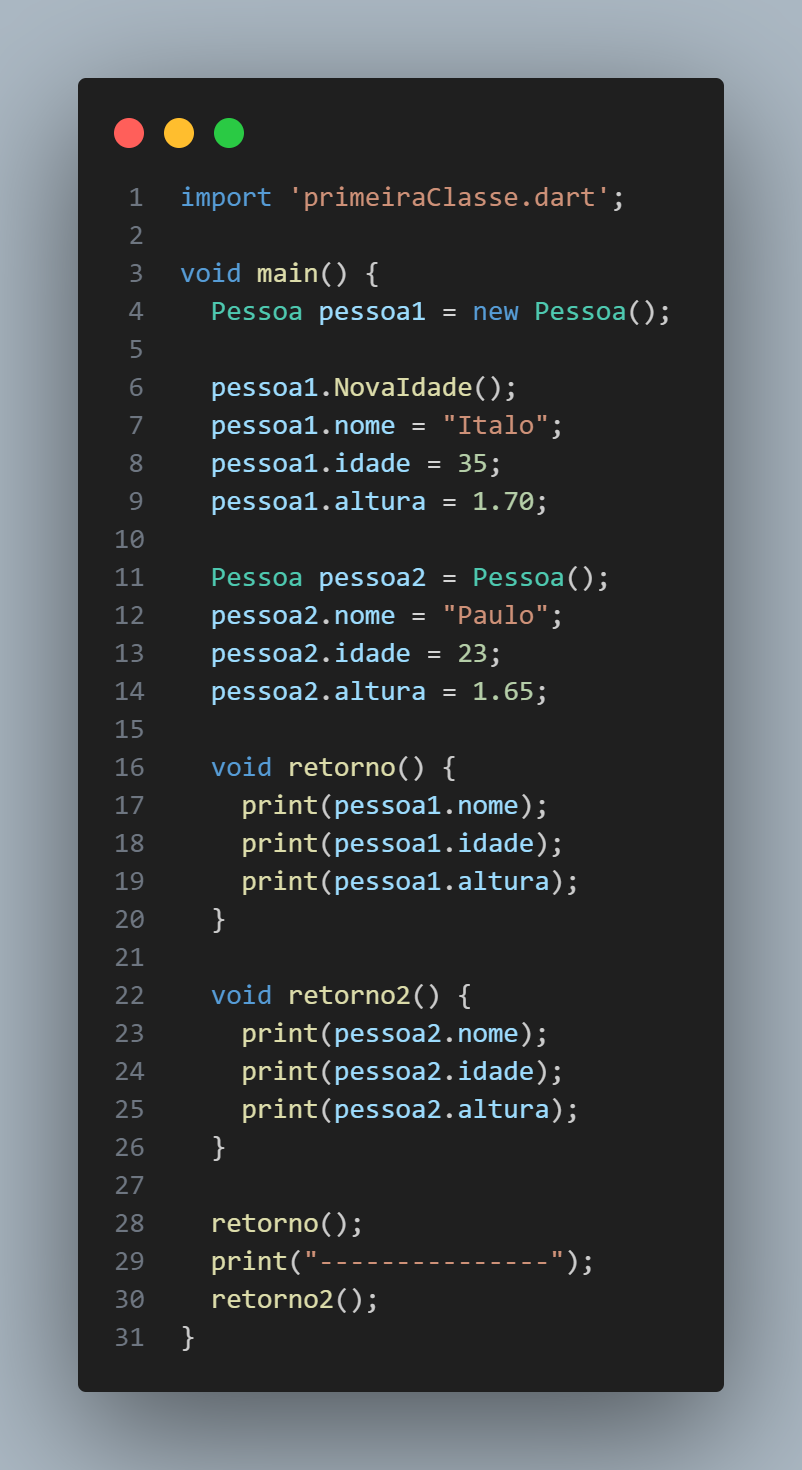 1 import 'primeiraClasse.dart';
2
3 void main() {
4   Pessoa pessoa1 = new Pessoa();
5
6   pessoa1.NovaIdade();
7   pessoa1.nome = "Italo";
8   pessoa1.idade = 35;
9   pessoa1.altura = 1.70;
10
11   Pessoa pessoa2 = Pessoa();
12   pessoa2.nome = "Paulo";
13   pessoa2.idade = 23;
14   pessoa2.altura = 1.65;
15
16   void retorno() {
17     print(pessoa1.nome);
18     print(pessoa1.idade);
19     print(pessoa1.altura);
20   }
21
22   void retorno2() {
23     print(pessoa2.nome);
24     print(pessoa2.idade);
25     print(pessoa2.altura);
26   }
27
28   retorno();
29   print("---------------");
30   retorno2();
31 }